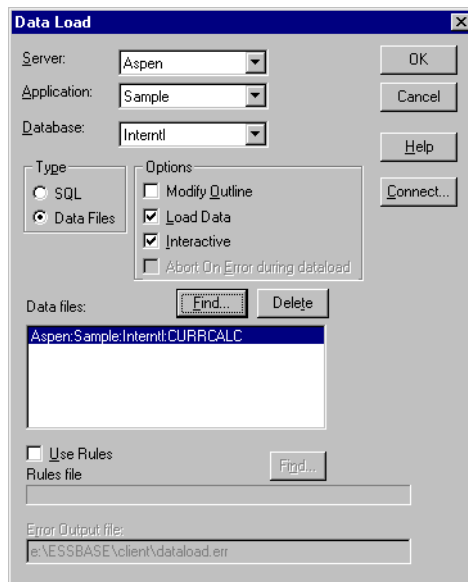 Data Load
Server: Aspen OK
Application: Sample Cancel
Database: Interntl
Help
Type Options
SQL Modify Outline Connect...
Data Files Load Data
Interactive
Abort On Error during dataload
Data files: Find... Delete
Aspen:Sample:Interntl:CURRCALC
Use Rules
Rules file Find...
Error Output file:
e:\ESSBASE\client\dataload.err